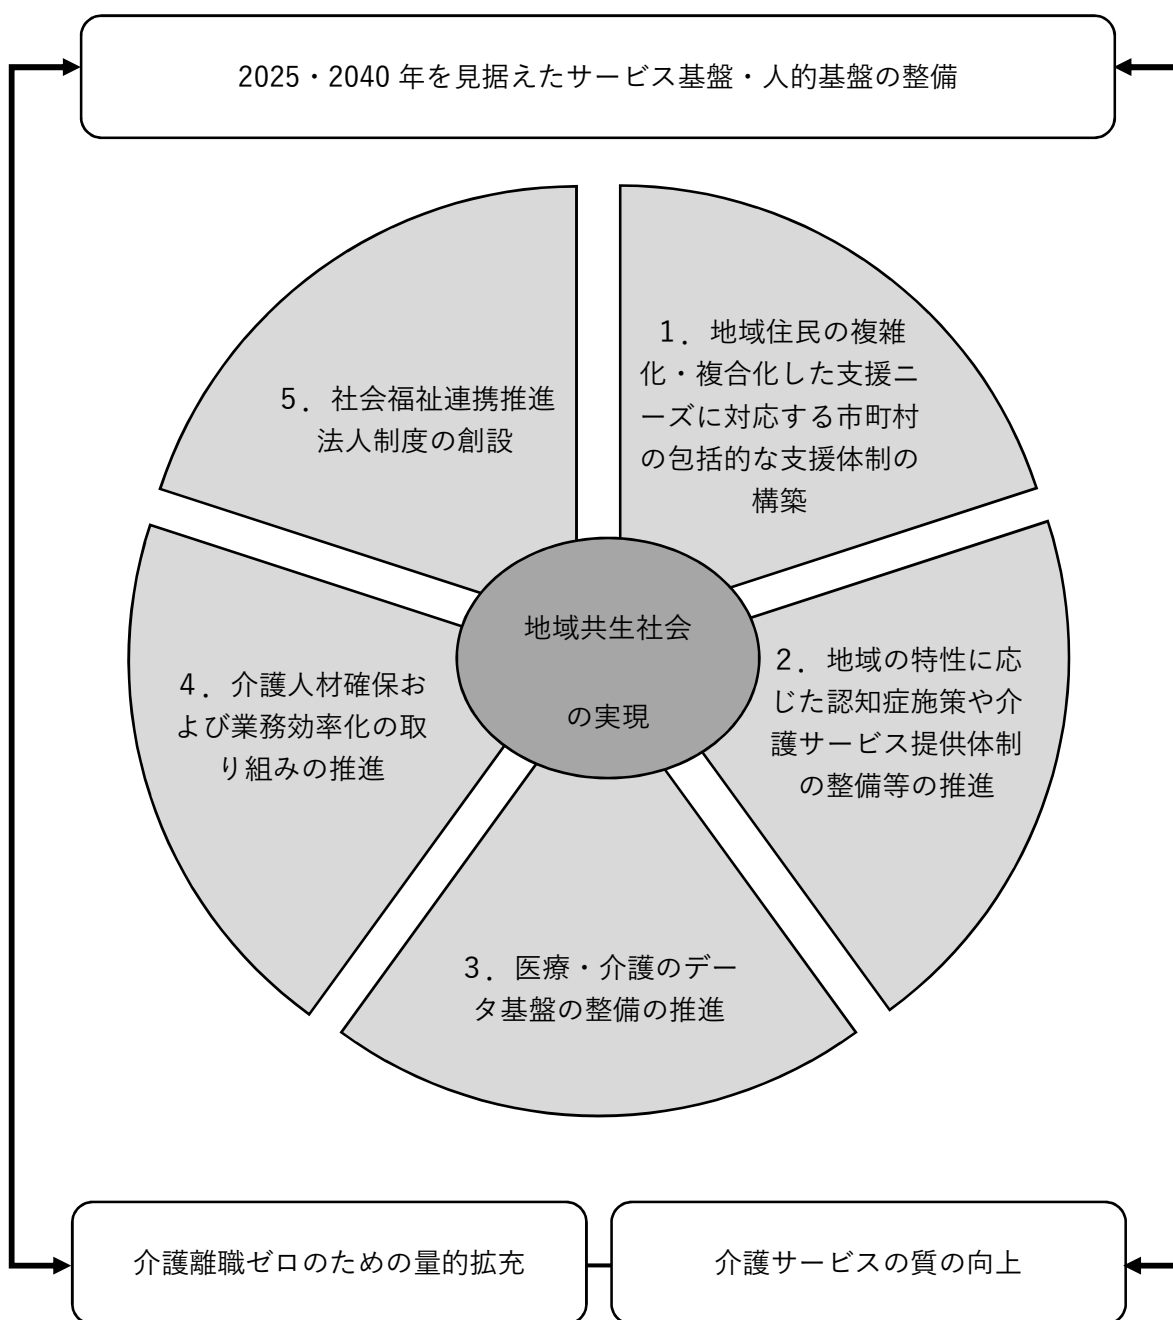 2025・2040 年を見据えたサービス基盤・人的基盤の整備
1．地域住民の複雑
化・複合化した支援ニ
ーズに対応する市町村
の包括的な支援体制の
構築
2．地域の特性に応
じた認知症施策や介
護サービス提供体制
の整備等の推進
3．医療・介護のデー
タ基盤の整備の推進
4．介護人材確保お
よび業務効率化の取
り組みの推進
5．社会福祉連携推進
法人制度の創設
地域共生社会
の実現
介護離職ゼロのための量的拡充
介護サービスの質の向上